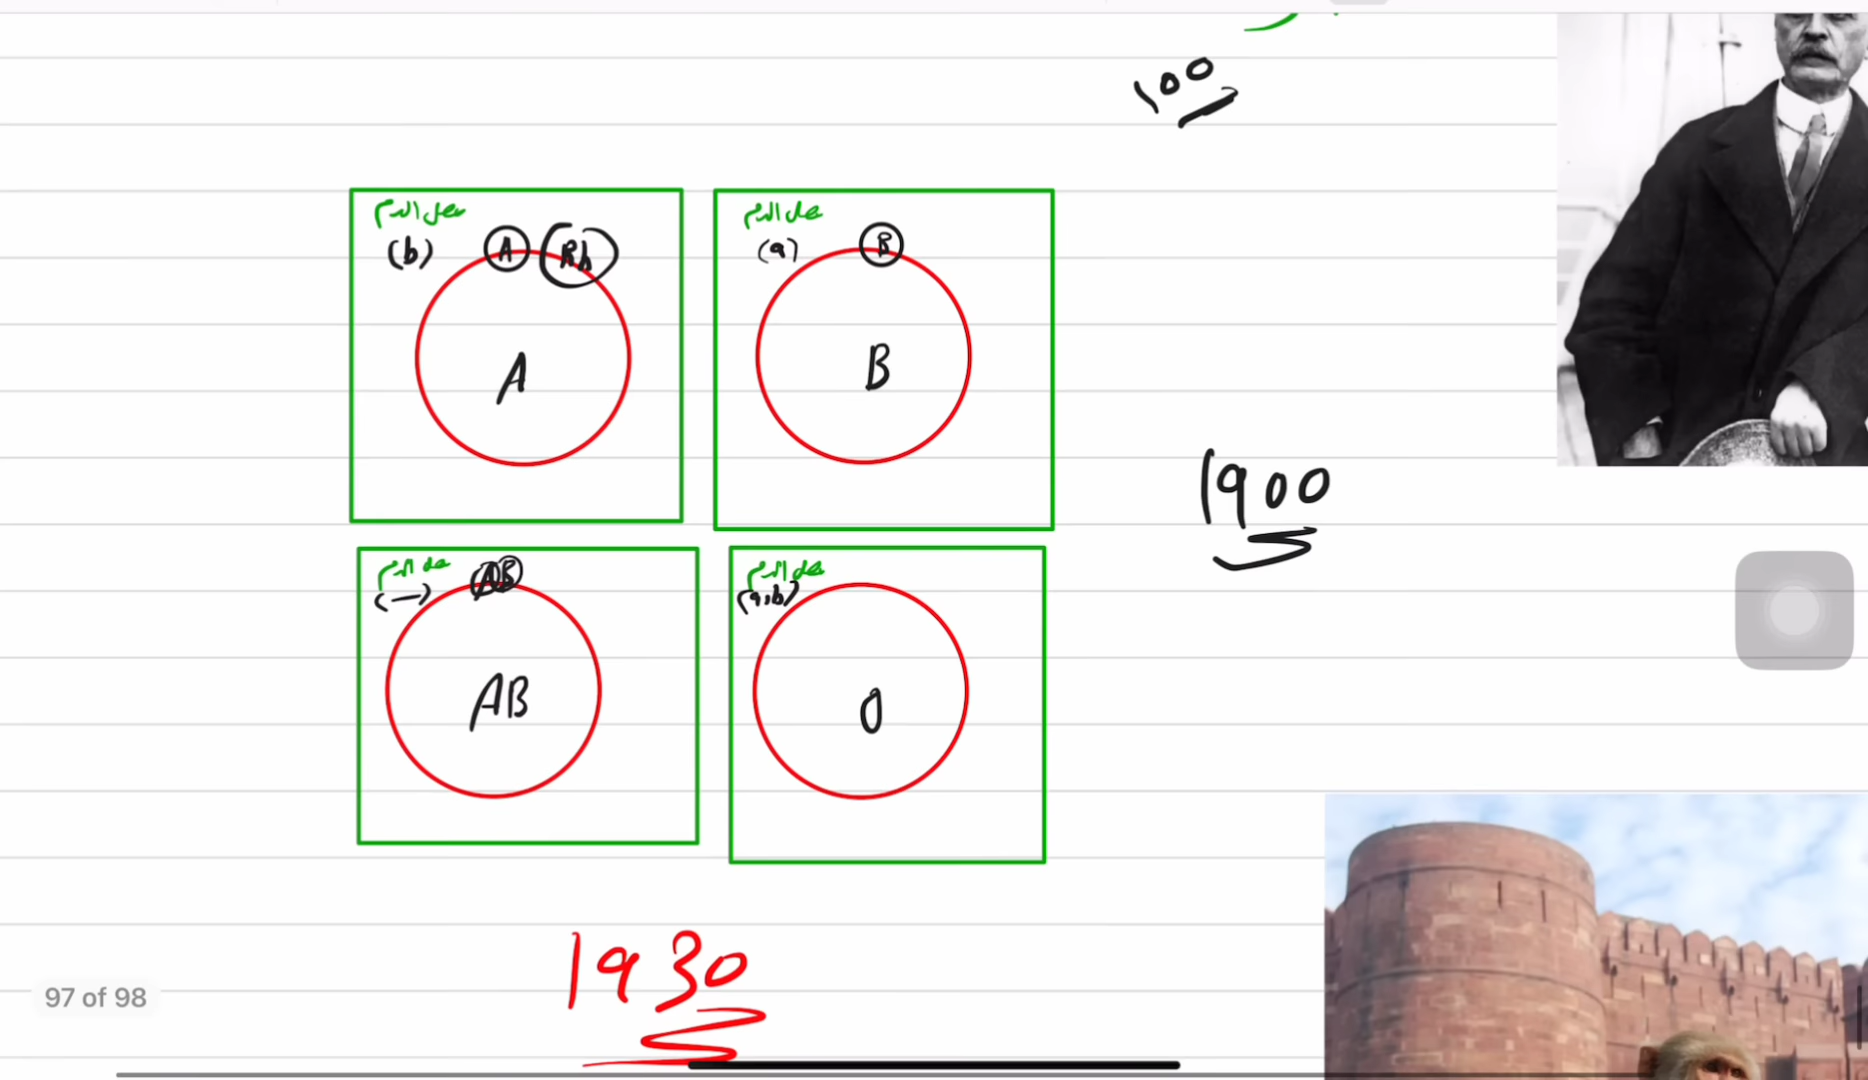 100
مصل الدم
(b) A Rh
A
مصل الدم
(a) B
B
1900
مصل الدم
(—) AB
AB
مصل الدم
(a,b)
O
1930
97 of 98